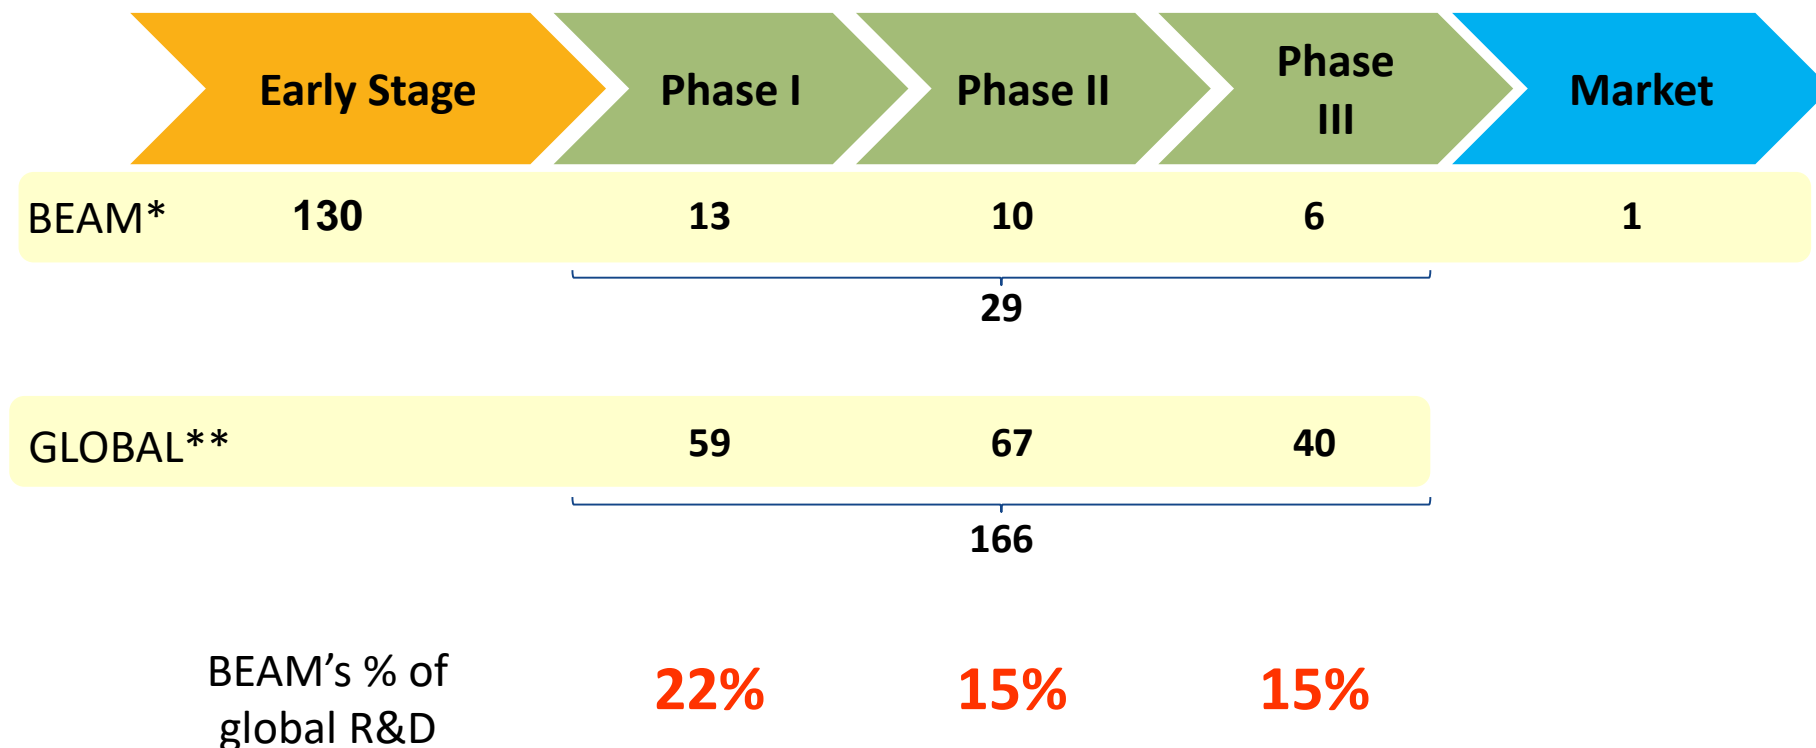 Early Stage
Phase I
Phase II
Phase
III
Market
BEAM* 130 13 10 6 1
29
GLOBAL** 59 67 40
166
BEAM’s % of
global R&D
22% 15% 15%